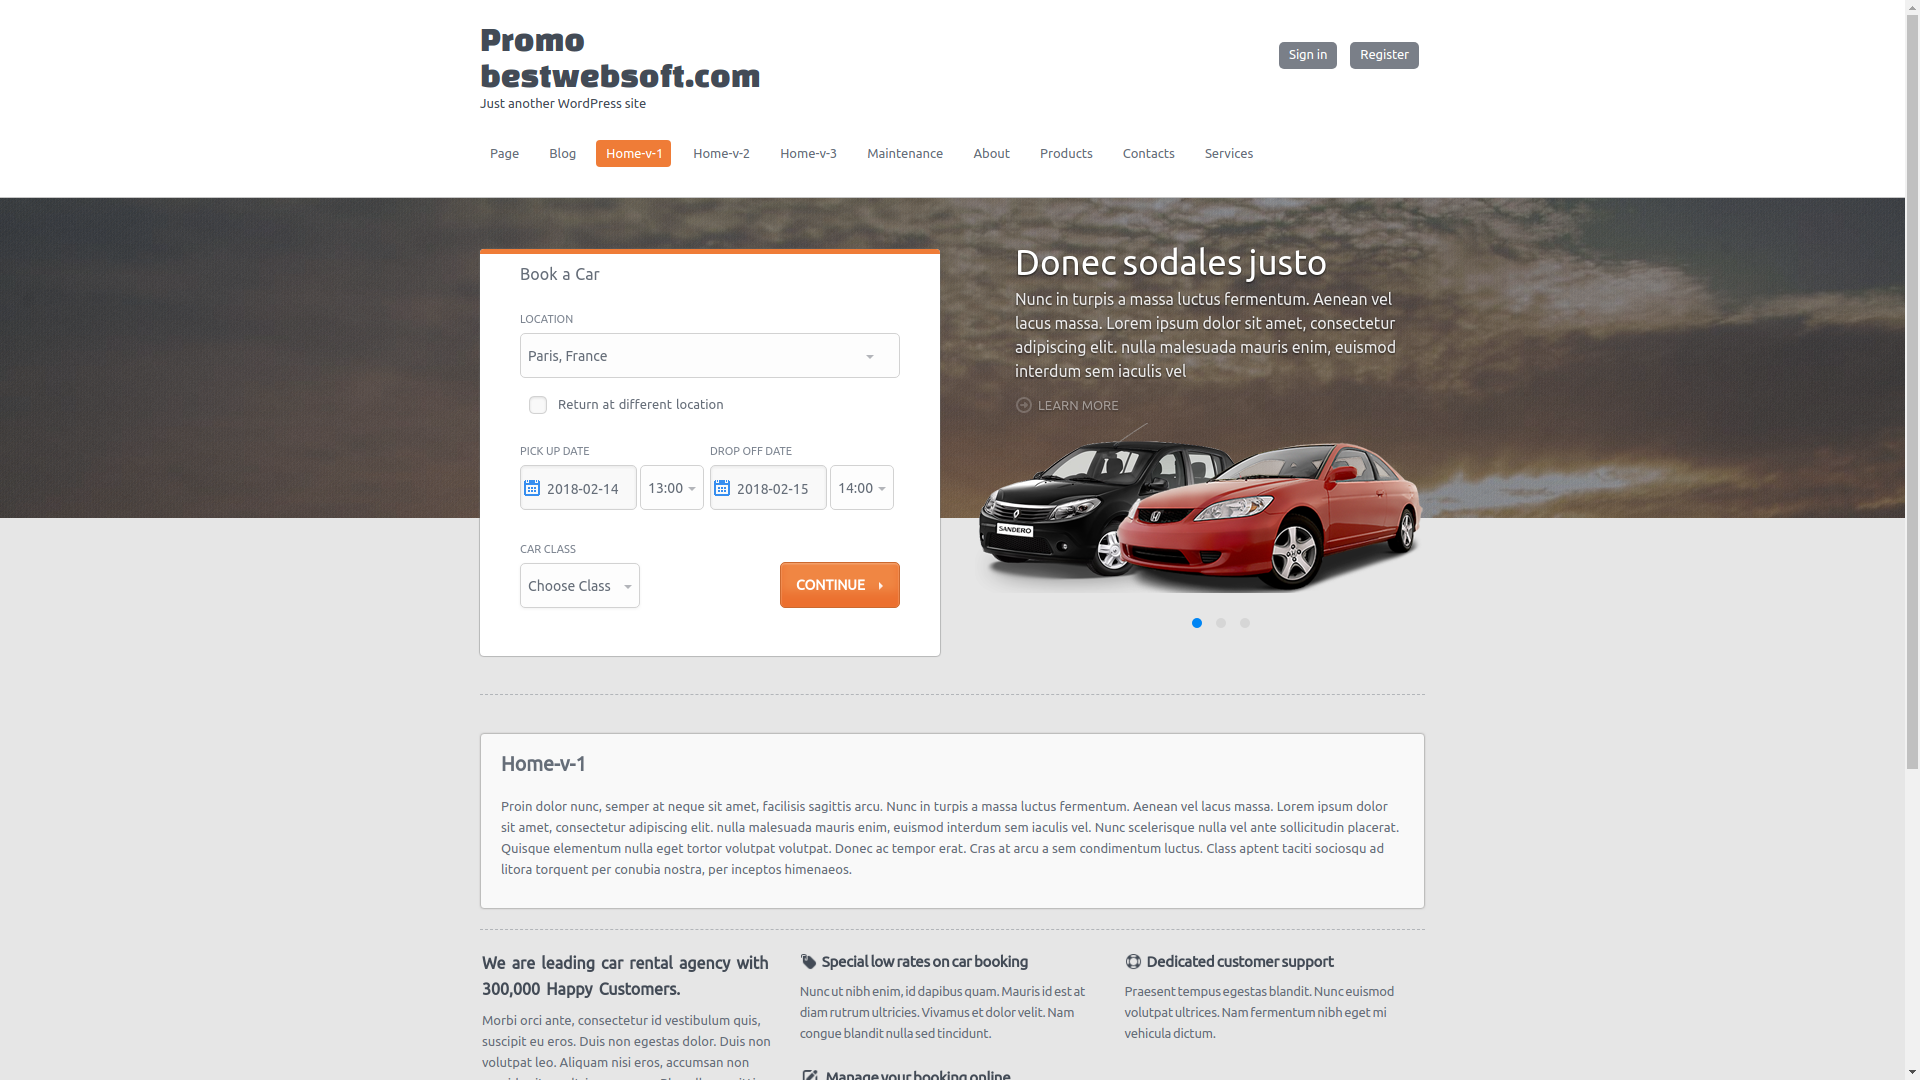 Promo
bestwebsoft.com
Just another WordPress site
Sign in
Register
Page
Blog
Home-v-1
Home-v-2
Home-v-3
Maintenance
About
Products
Contacts
Services
Book a Car
LOCATION
Paris, France
Return at different location
PICK UP DATE
DROP OFF DATE
2018-02-14
13:00
2018-02-15
14:00
CAR CLASS
Choose Class
CONTINUE
Donec sodales justo
Nunc in turpis a massa luctus fermentum. Aenean vel
lacus massa. Lorem ipsum dolor sit amet, consectetur
adipiscing elit. nulla malesuada mauris enim, euismod
interdum sem iaculis vel
LEARN MORE
SANDERO
Home-v-1
Proin dolor nunc, semper at neque sit amet, facilisis sagittis arcu. Nunc in turpis a massa luctus fermentum. Aenean vel lacus massa. Lorem ipsum dolor
sit amet, consectetur adipiscing elit. nulla malesuada mauris enim, euismod interdum sem iaculis vel. Nunc scelerisque nulla vel ante sollicitudin placerat.
Quisque elementum nulla eget tortor volutpat volutpat. Donec ac tempor erat. Cras at arcu a sem condimentum luctus. Class aptent taciti sociosqu ad
litora torquent per conubia nostra, per inceptos himenaeos.
We are leading car rental agency with
300,000 Happy Customers.
Morbi orci ante, consectetur id vestibulum quis,
suscipit eu eros. Duis non egestas dolor. Duis non
volutpat leo. Aliquam nisi eros, accumsan non
Special low rates on car booking
Nunc ut nibh enim, id dapibus quam. Mauris id est at
diam rutrum ultricies. Vivamus et dolor velit. Nam
congue blandit nulla sed tincidunt.
Manage your booking online
Dedicated customer support
Praesent tempus egestas blandit. Nunc euismod
volutpat ultrices. Nam fermentum nibh eget mi
vehicula dictum.